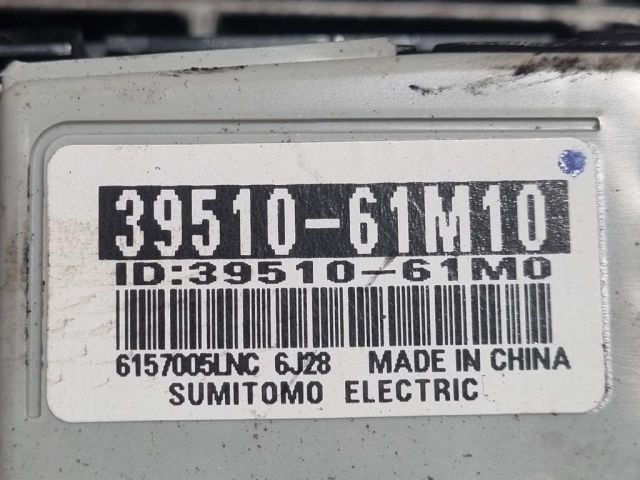 39510-61M10
ID:39510-61M0
6157005LNC 6J28 MADE IN CHINA
SUMITOMO ELECTRIC